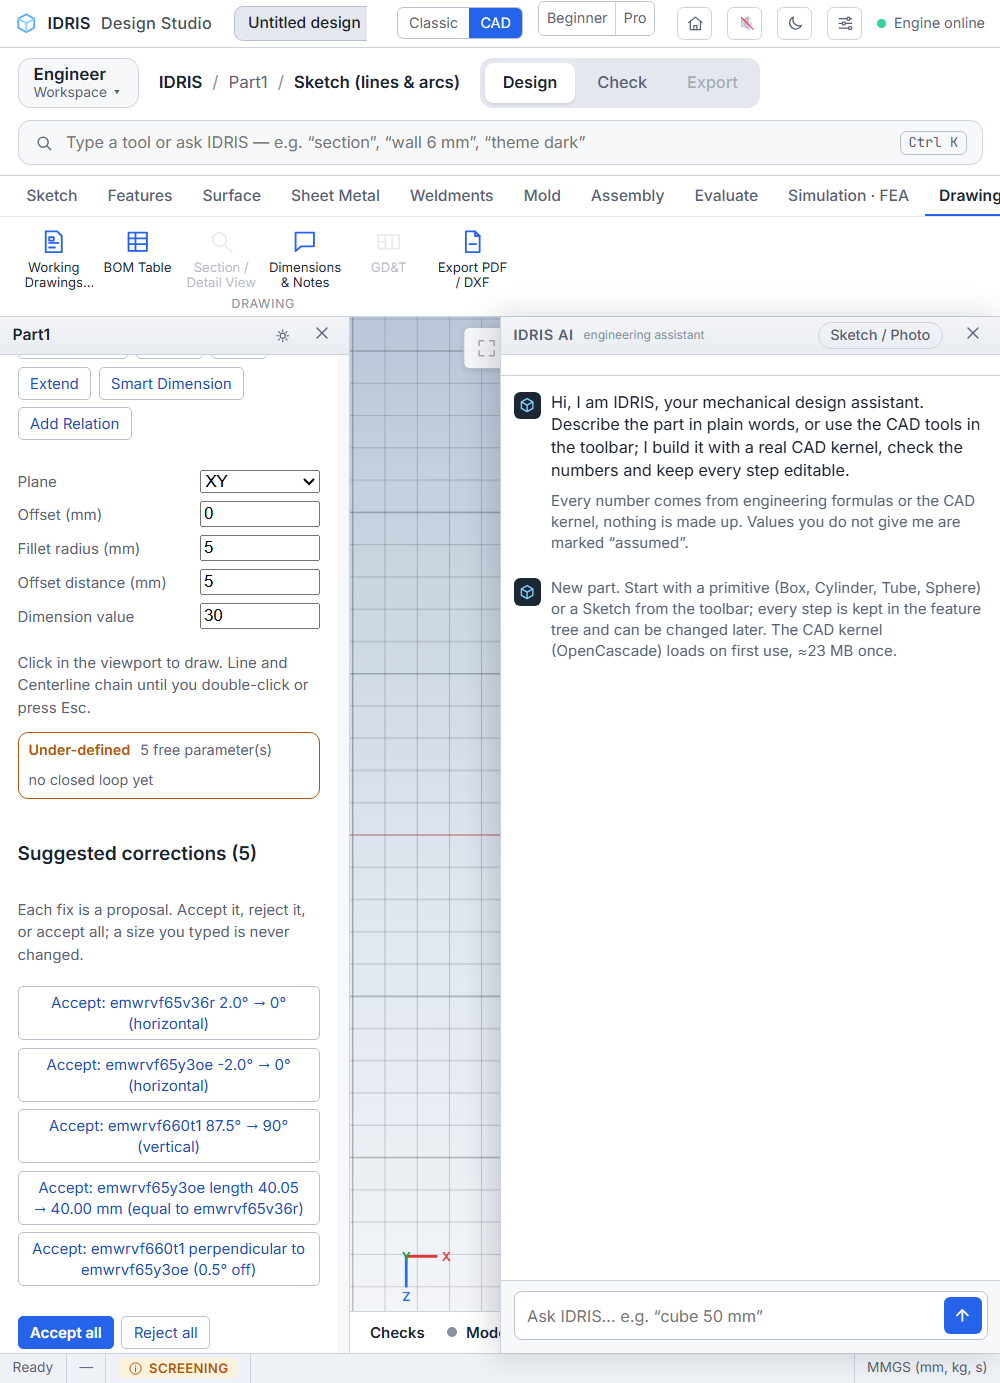 IDRIS Design Studio Untitled design Classic CAD Beginner Pro Engine online
Engineer
Workspace ▾
IDRIS / Part1 / Sketch (lines & arcs) Design Check Export
Type a tool or ask IDRIS — e.g. “section”, “wall 6 mm”, “theme dark” Ctrl K
Sketch Features Surface Sheet Metal Weldments Mold Assembly Evaluate Simulation · FEA Drawing
Working
Drawings...
BOM Table
Section /
Detail View
Dimensions
& Notes
GD&T
Export PDF
/ DXF
DRAWING
Part1
Extend Smart Dimension
Add Relation
Plane XY
Offset (mm) 0
Fillet radius (mm) 5
Offset distance (mm) 5
Dimension value 30
Click in the viewport to draw. Line and
Centerline chain until you double-click or
press Esc.
Under-defined 5 free parameter(s)
no closed loop yet
Suggested corrections (5)
Each fix is a proposal. Accept it, reject it,
or accept all; a size you typed is never
changed.
Accept: emwrvf65v36r 2.0° → 0°
(horizontal)
Accept: emwrvf65y3oe -2.0° → 0°
(horizontal)
Accept: emwrvf660t1 87.5° → 90°
(vertical)
Accept: emwrvf65y3oe length 40.05
→ 40.00 mm (equal to emwrvf65v36r)
Accept: emwrvf660t1 perpendicular to
emwrvf65y3oe (0.5° off)
Accept all Reject all
Y X
Z
Checks
IDRIS AI engineering assistant Sketch / Photo
Hi, I am IDRIS, your mechanical design assistant.
Describe the part in plain words, or use the CAD tools in
the toolbar; I build it with a real CAD kernel, check the
numbers and keep every step editable.
Every number comes from engineering formulas or the CAD
kernel, nothing is made up. Values you do not give me are
marked “assumed”.
New part. Start with a primitive (Box, Cylinder, Tube, Sphere)
or a Sketch from the toolbar; every step is kept in the feature
tree and can be changed later. The CAD kernel
(OpenCascade) loads on first use, ≈23 MB once.
Ask IDRIS... e.g. “cube 50 mm”
Ready — SCREENING MMGS (mm, kg, s)